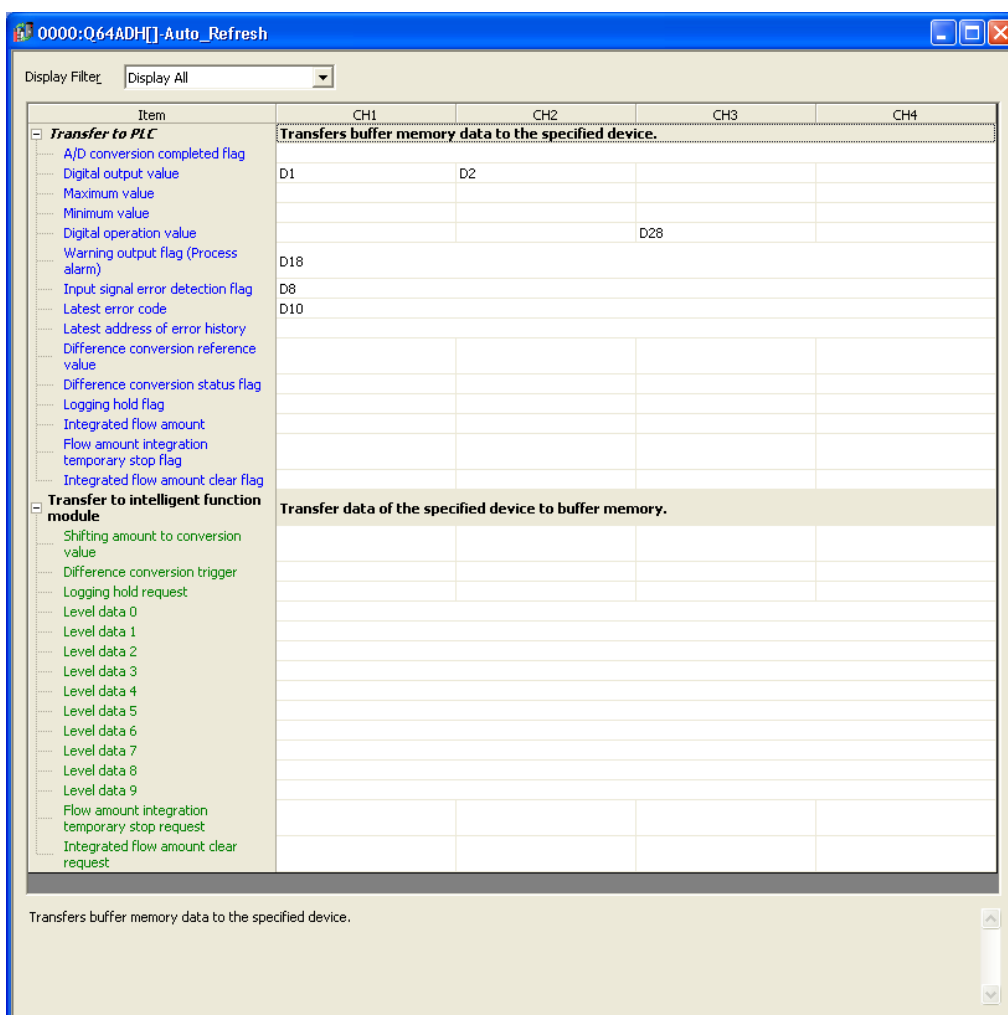 0000:Q64ADH[]-Auto_Refresh
Display Filter Display All
Item CH1 CH2 CH3 CH4
Transfer to PLC Transfers buffer memory data to the specified device.
A/D conversion completed flag
Digital output value D1 D2
Maximum value
Minimum value
Digital operation value D28
Warning output flag (Process
alarm) D18
Input signal error detection flag D8
Latest error code D10
Latest address of error history
Difference conversion reference
value
Difference conversion status flag
Logging hold flag
Integrated flow amount
Flow amount integration
temporary stop flag
Integrated flow amount clear flag
Transfer to intelligent function
module Transfer data of the specified device to buffer memory.
Shifting amount to conversion
value
Difference conversion trigger
Logging hold request
Level data 0
Level data 1
Level data 2
Level data 3
Level data 4
Level data 5
Level data 6
Level data 7
Level data 8
Level data 9
Flow amount integration
temporary stop request
Integrated flow amount clear
request
Transfers buffer memory data to the specified device.